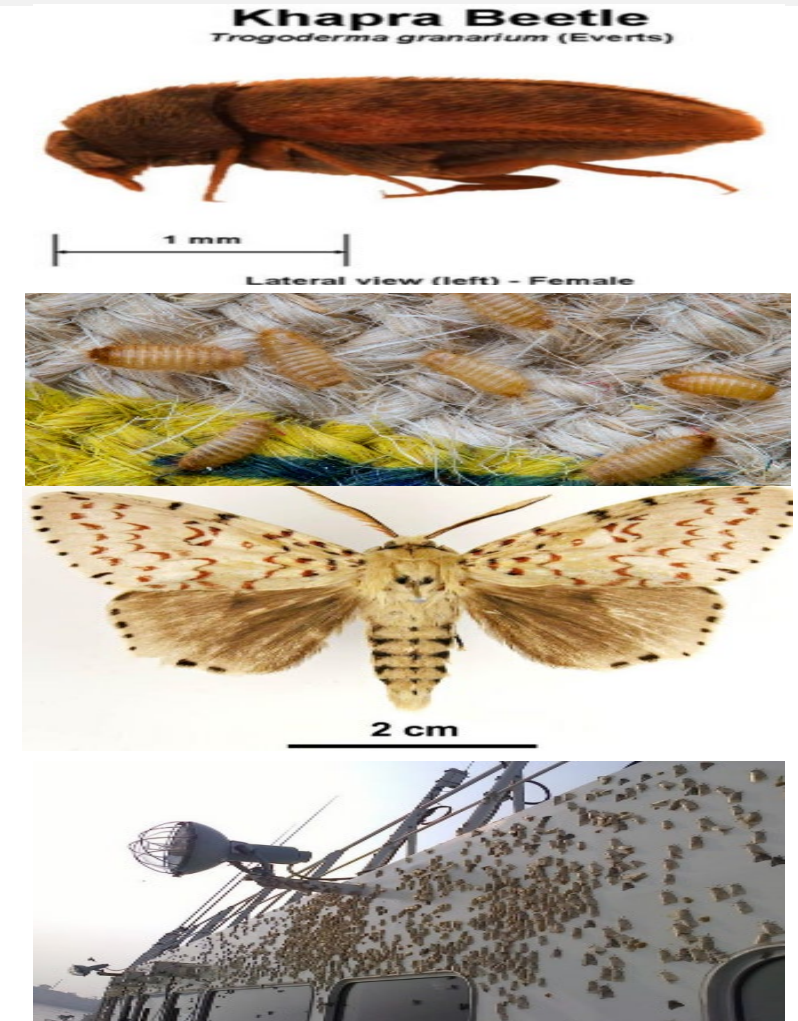 Khapra Beetle
Trogoderma granarium (Everts)
1 mm
Lateral view (left) - Female
2 cm